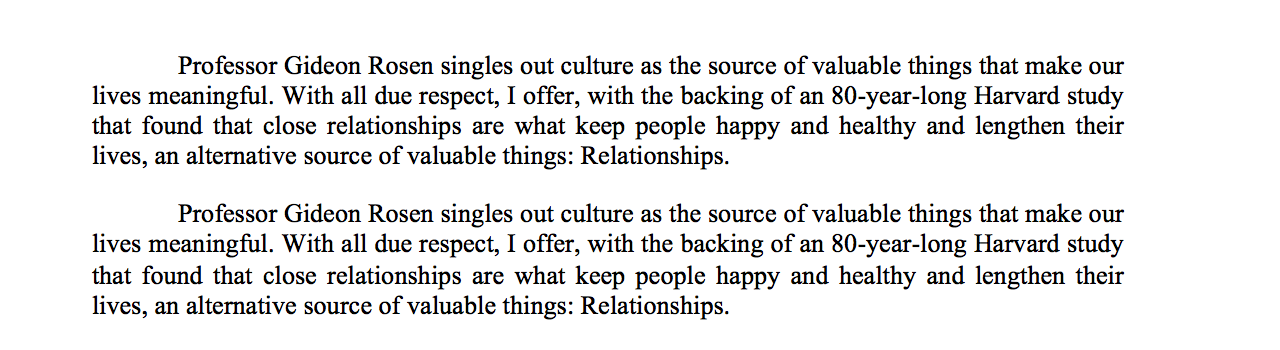 Professor Gideon Rosen singles out culture as the source of valuable things that make our
lives meaningful. With all due respect, I offer, with the backing of an 80-year-long Harvard study
that found that close relationships are what keep people happy and healthy and lengthen their
lives, an alternative source of valuable things: Relationships.
Professor Gideon Rosen singles out culture as the source of valuable things that make our
lives meaningful. With all due respect, I offer, with the backing of an 80-year-long Harvard study
that found that close relationships are what keep people happy and healthy and lengthen their
lives, an alternative source of valuable things: Relationships.